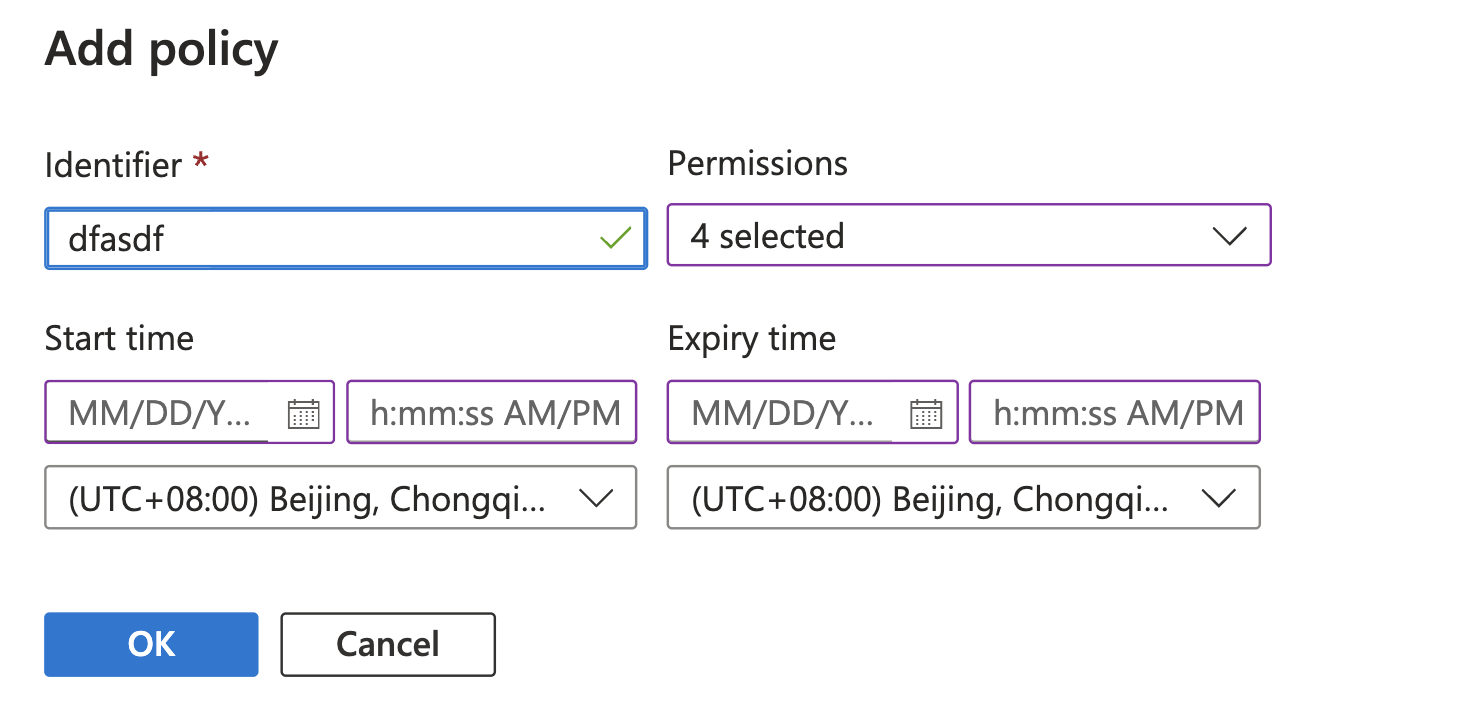 Add policy
Identifier *
Permissions
dfasdf
4 selected
Start time
Expiry time
MM/DD/Y...
h:mm:ss AM/PM
MM/DD/Y...
h:mm:ss AM/PM
(UTC+08:00) Beijing, Chongqi...
(UTC+08:00) Beijing, Chongqi...
OK
Cancel